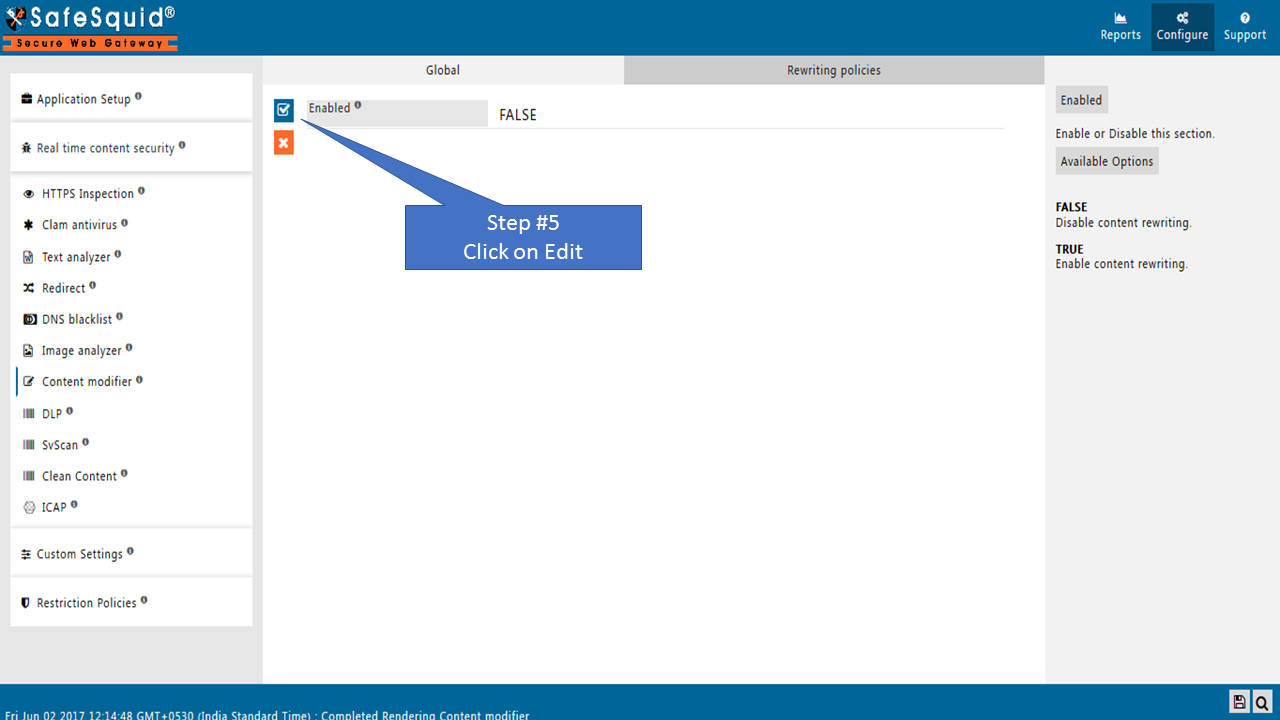 SafeSquid®
Secure Web Gateway
Reports
Configure
Support
Application Setup
Real time content security
HTTPS Inspection
Clam antivirus
Text analyzer
Redirect
DNS blacklist
Image analyzer
Content modifier
DLP
SvScan
Clean Content
ICAP
Custom Settings
Restriction Policies
Global
Rewriting policies
Enabled
FALSE
Step #5
Click on Edit
Enabled
Enable or Disable this section.
Available Options
FALSE
Disable content rewriting.
TRUE
Enable content rewriting.
Fri Jun 02 2017 12:14:48 GMT+0530 (India Standard Time) : Completed Rendering Content modifier